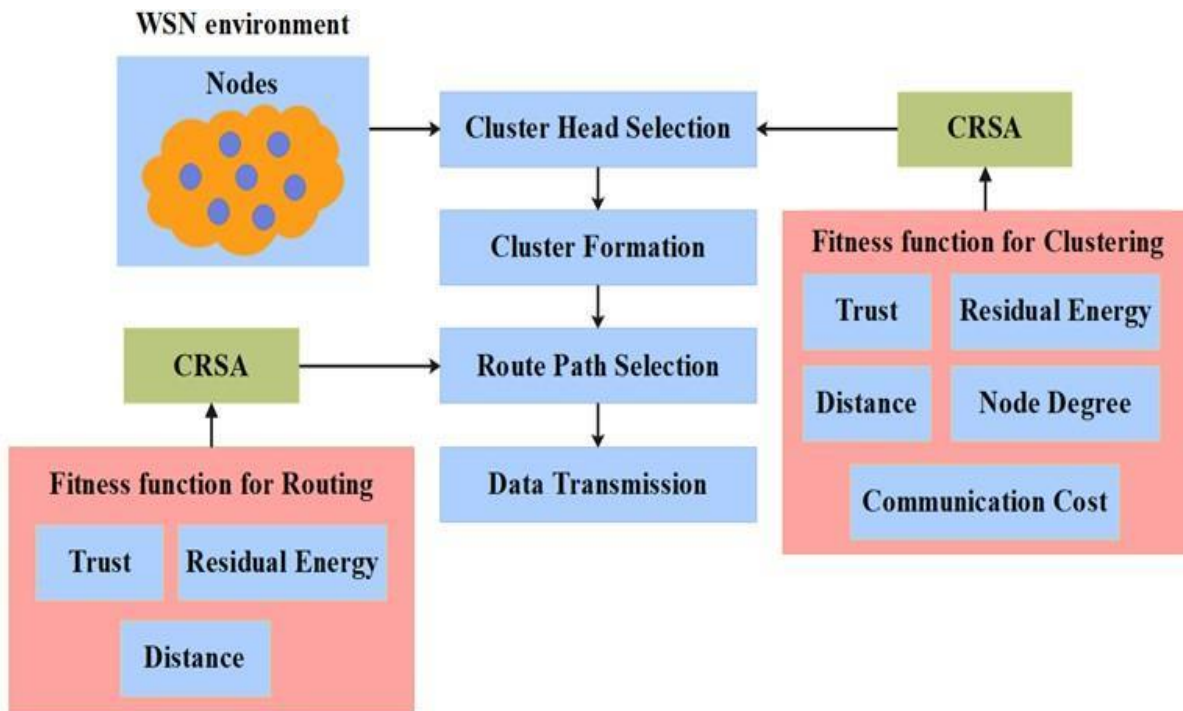 WSN environment
Nodes
Cluster Head Selection
CRSA
Cluster Formation
Fitness function for Clustering
Trust
Residual Energy
CRSA
Route Path Selection
Distance
Node Degree
Fitness function for Routing
Data Transmission
Communication Cost
Trust
Residual Energy
Distance